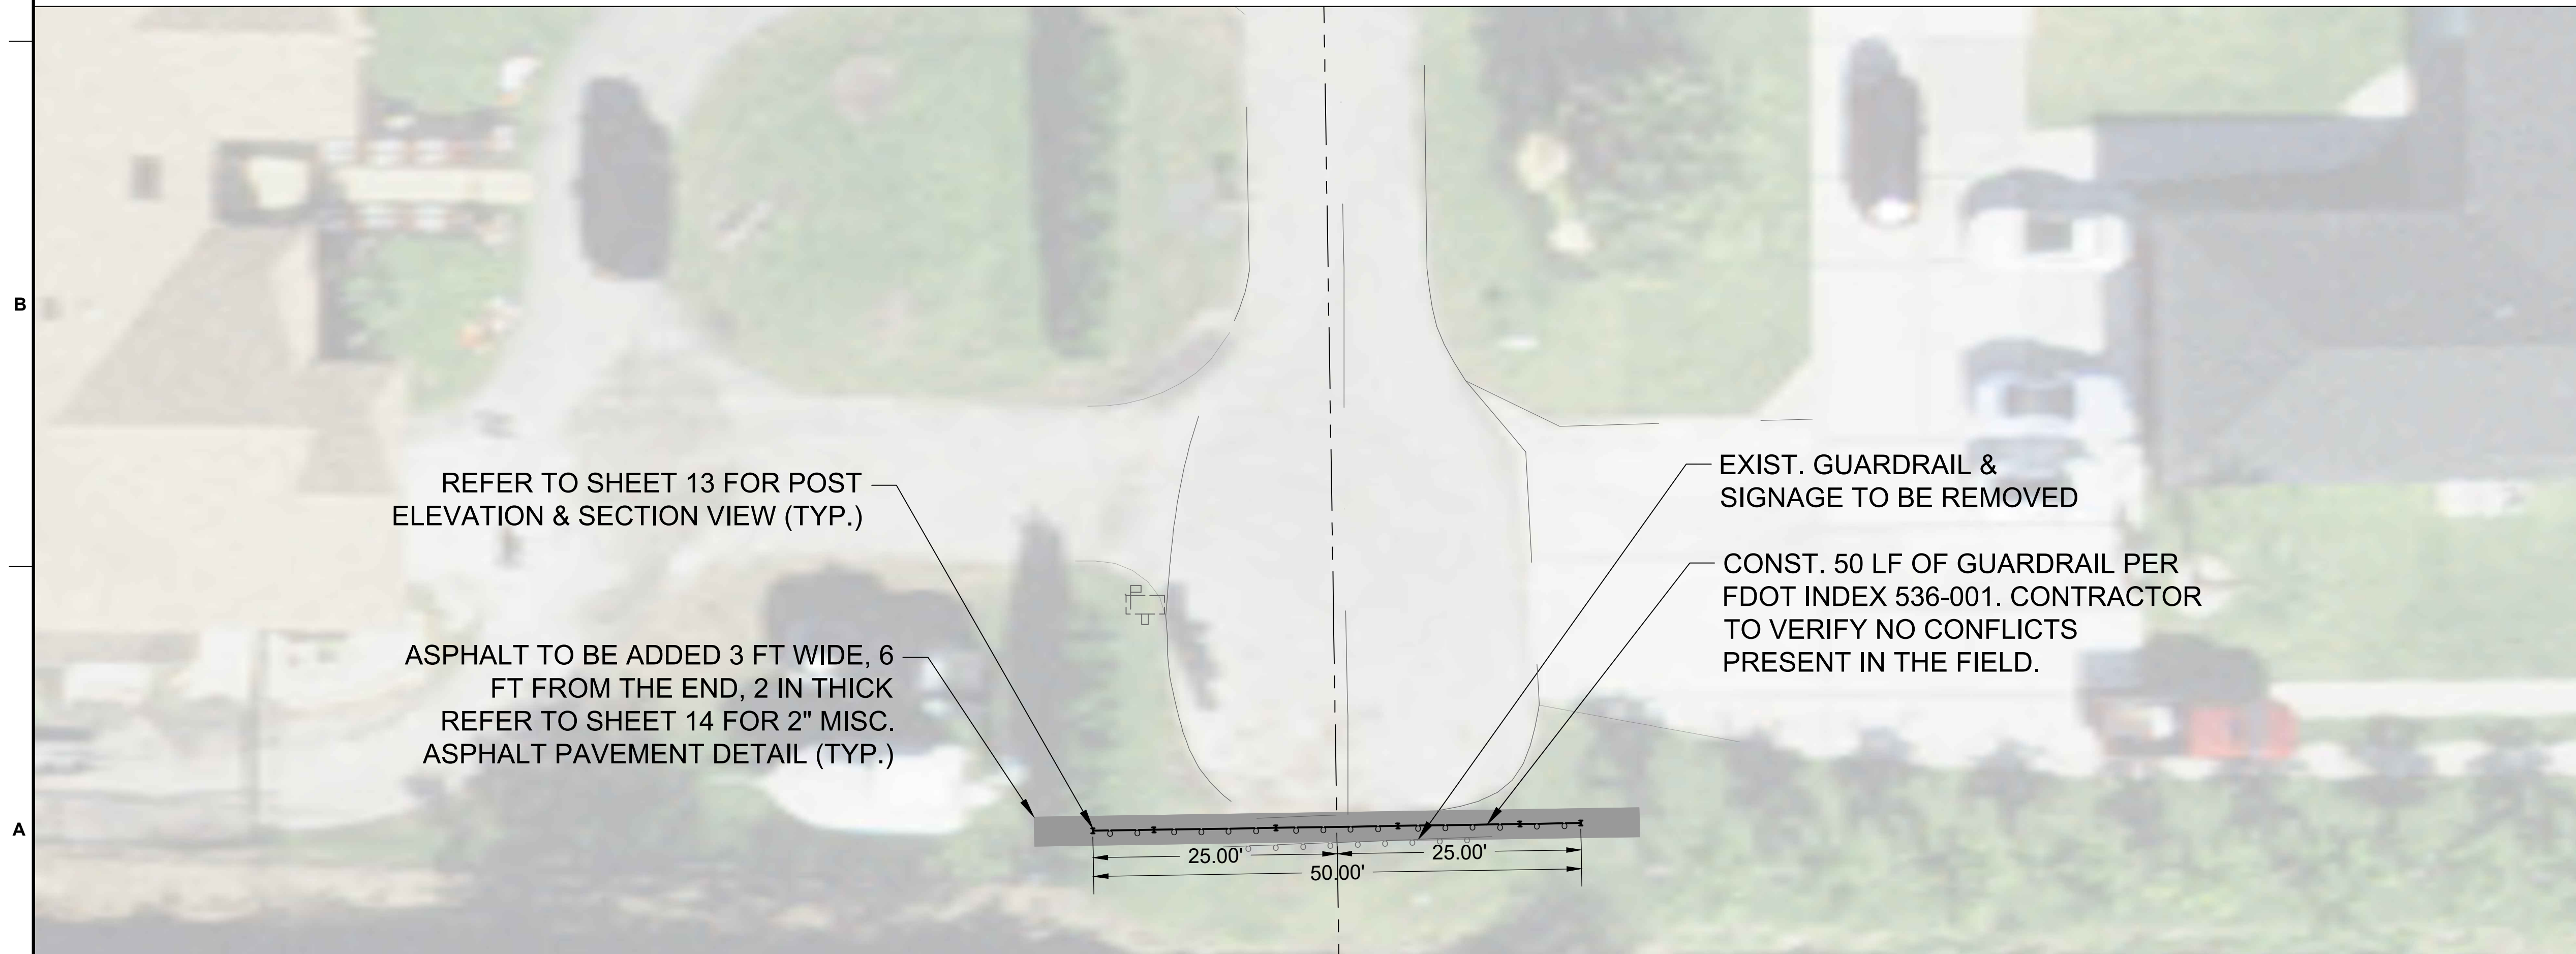 B
A
REFER TO SHEET 13 FOR POST
ELEVATION & SECTION VIEW (TYP.)
ASPHALT TO BE ADDED 3 FT WIDE, 6
FT FROM THE END, 2 IN THICK
REFER TO SHEET 14 FOR 2" MISC.
ASPHALT PAVEMENT DETAIL (TYP.)
EXIST. GUARDRAIL &
SIGNAGE TO BE REMOVED
CONST. 50 LF OF GUARDRAIL PER
FDOT INDEX 536-001. CONTRACTOR
TO VERIFY NO CONFLICTS
PRESENT IN THE FIELD.
25.00'
25.00'
50.00'